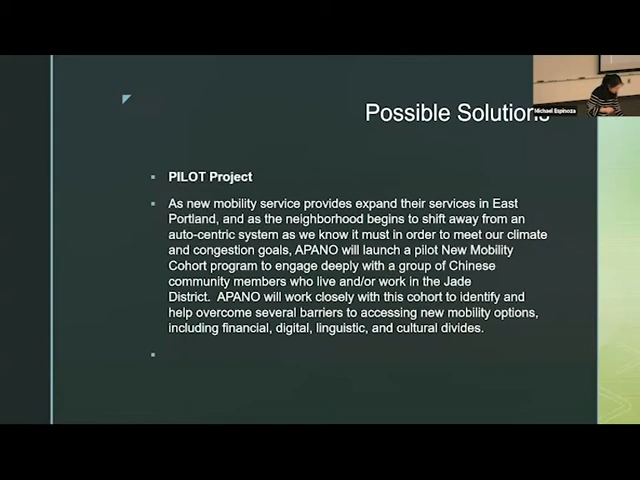 Possible Solutions
Michael Espinoza
PILOT Project
As new mobility service provides expand their services in East
Portland, and as the neighborhood begins to shift away from an
auto-centric system as we know it must in order to meet our climate
and congestion goals, APANO will launch a pilot New Mobility
Cohort program to engage deeply with a group of Chinese
community members who live and/or work in the Jade
District.  APANO will work closely with this cohort to identify and
help overcome several barriers to accessing new mobility options,
including financial, digital, linguistic, and cultural divides.